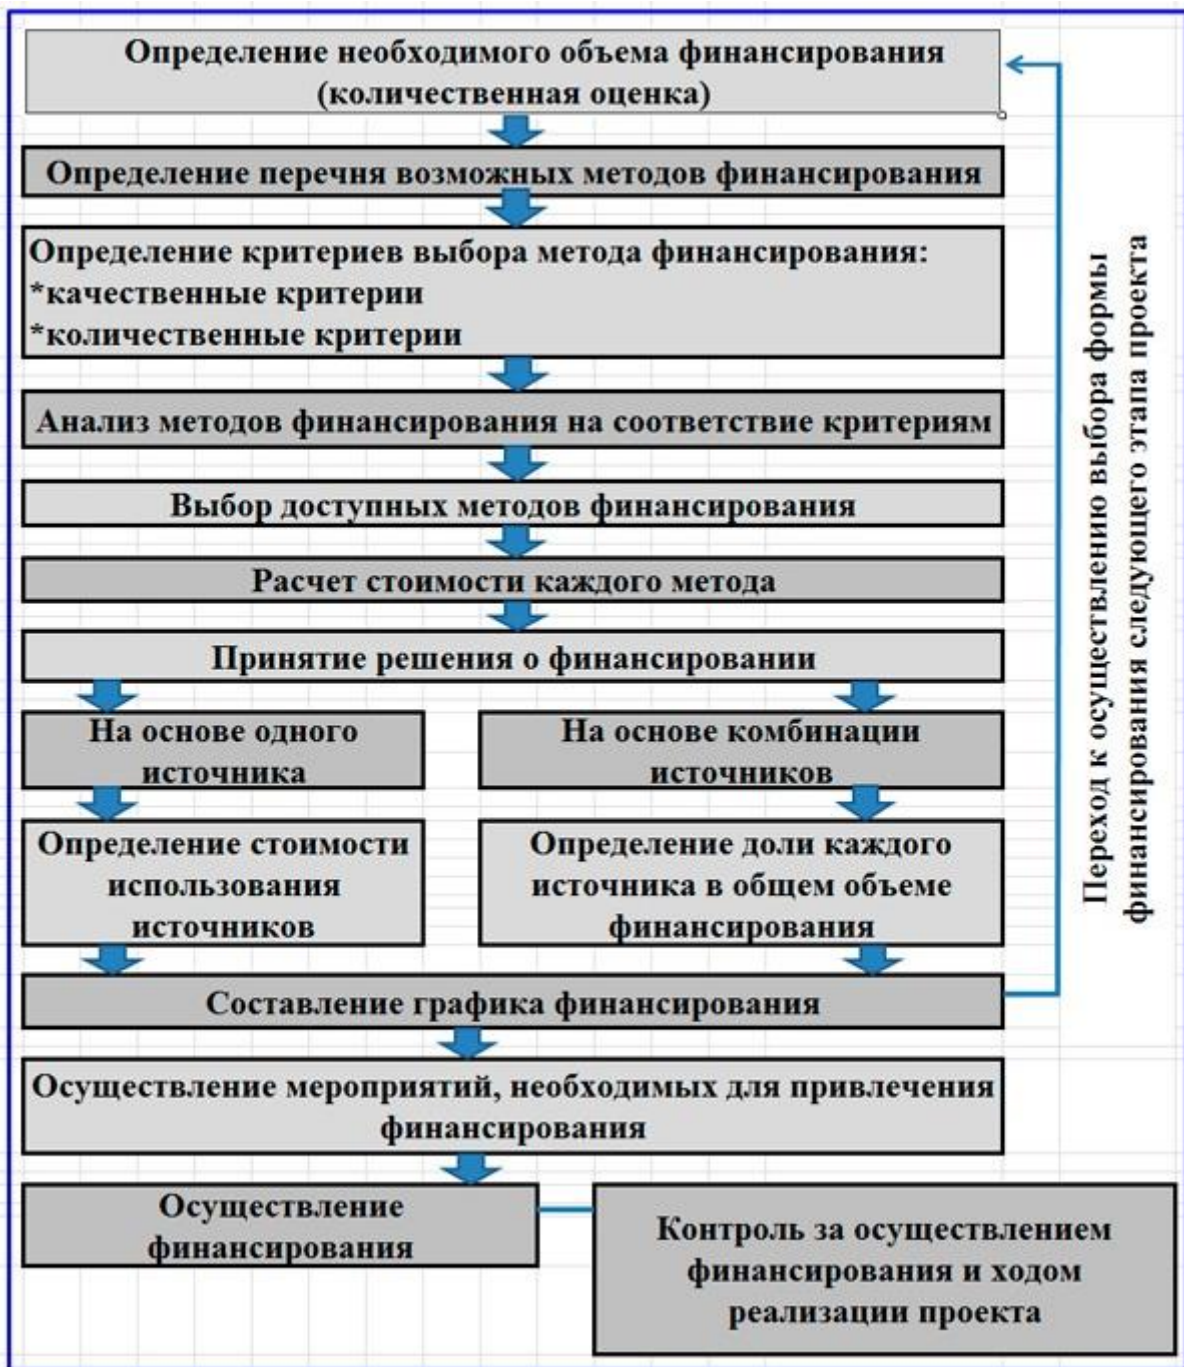 Определение необходимого объема финансирования
(количественная оценка)
Определение перечня возможных методов финансирования
Определение критериев выбора метода финансирования:
*качественные критерии
*количественные критерии
Анализ методов финансирования на соответствие критериям
Выбор доступных методов финансирования
Расчет стоимости каждого метода
Принятие решения о финансировании
На основе одного
источника
На основе комбинации
источников
Определение стоимости
использования
источников
Определение доли каждого
источника в общем объеме
финансирования
Составление графика финансирования
Осуществление мероприятий, необходимых для привлечения
финансирования
Осуществление
финансирования
Контроль за осуществлением
финансирования и ходом
реализации проекта
Переход к осуществлению выбора формы
финансирования следующего этапа проекта